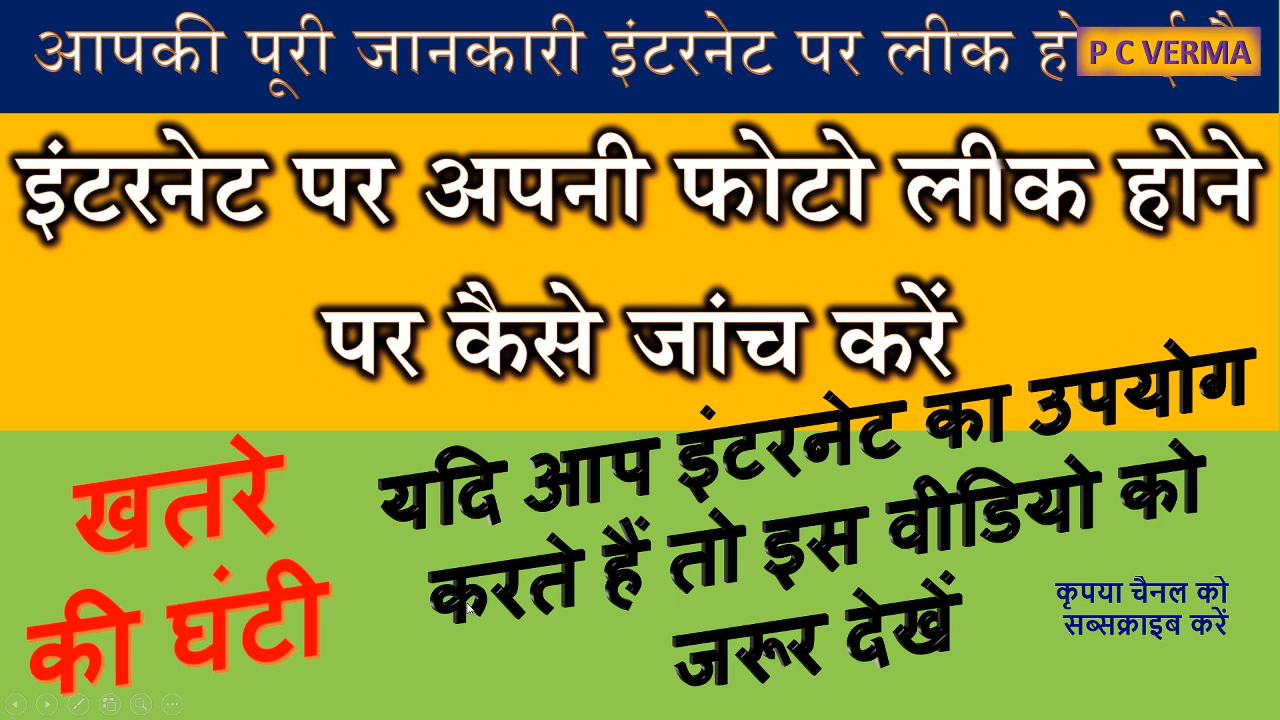 आपकी पूरी जानकारी इंटरनेट पर लीक
P C VERMA
इंटरनेट पर अपनी फोटो लीक होने
पर कैसे जांच करें
खतरे
की घंटी
यदि आप इंटरनेट का उपयोग
करते हैं तो इस वीडियो को
जरूर देखें
कृपया चैनल को
सब्सक्राइब करें